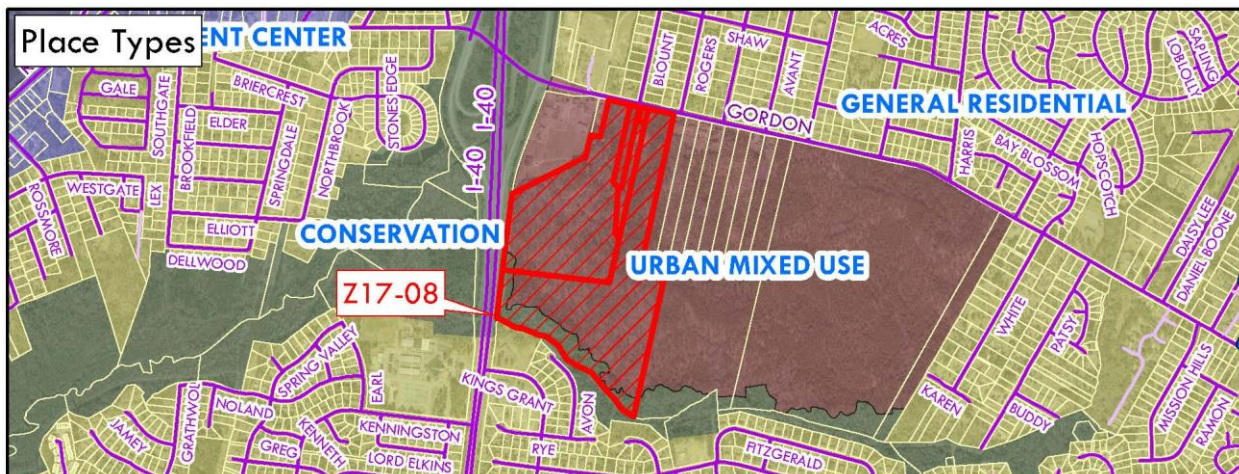 Place Types
ENT CENTER
GALE
SOUTHGATE
BRIERCREST
ELDER
BROOKFIELD
SPRINGDALE
NORTHBROOK
STONES EDGE
WESTGATE
LEX
ROSSMORE
ELLIOTT
DELLWOOD
I-40
I-40
CONSERVATION
Z17-08
BLOUNT
ROGERS
SHAW
AVANT
ACRES
SAPLING
LOBLOLLY
GORDON
GENERAL RESIDENTIAL
HARRIS
BAY BLOSSOM
HOPSCOTCH
DAISY LEE
DANIEL BOONE
URBAN MIXED USE
WHITE
PATSY
KAREN
BUDDY
MISSION HILLS
RAMON
SPRING VALLEY
EARL
GRATHWOL
NOLAND
JAMEY
GREG
KENNETH
KENNINGSTON
LORD ELKINS
KINGS GRANT
AVON
RYE
FITZGERALD